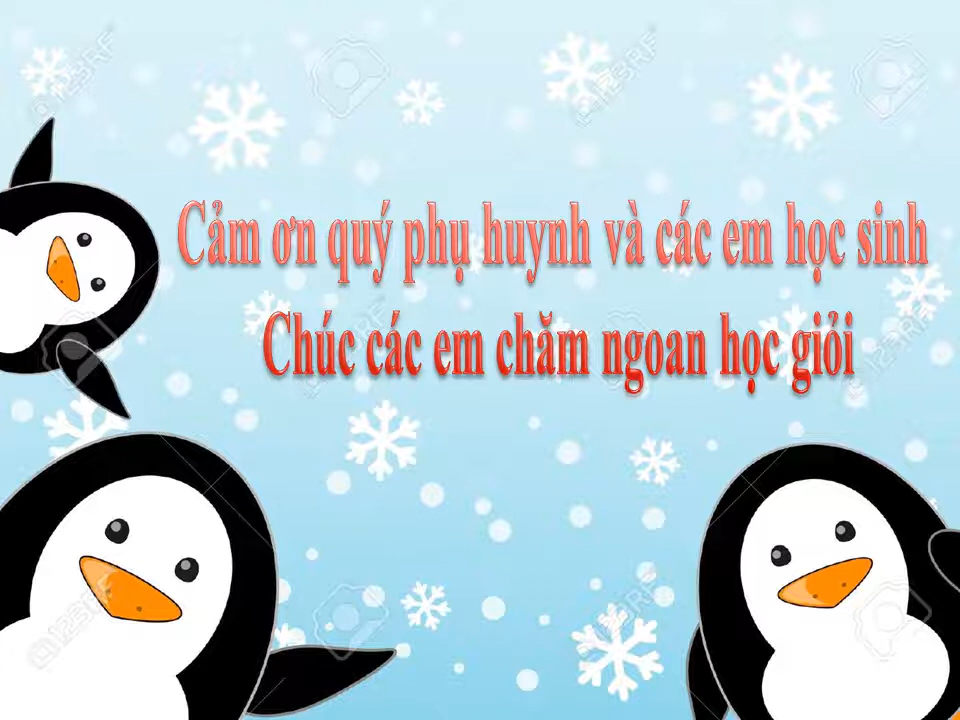 Cảm ơn quý phụ huynh và các em học sinh
Chúc các em chăm ngoan học giỏi